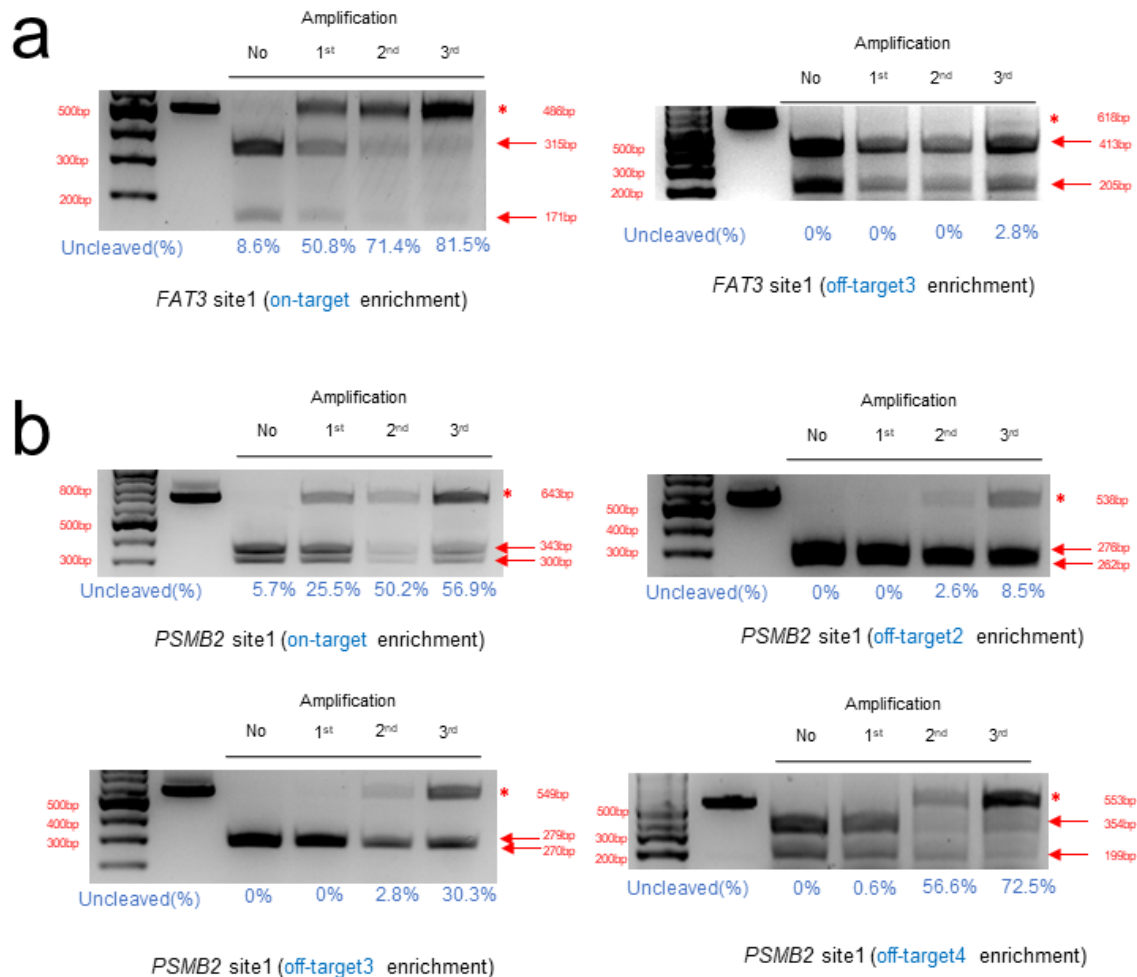 a
Amplification
No 1st 2nd 3rd
500bp
300bp
200bp
* 486bp
315bp
171bp
Uncleaved(%) 8.6% 50.8% 71.4% 81.5%
FAT3 site1 (on-target enrichment)
Amplification
No 1st 2nd 3rd
500bp
300bp
200bp
* 618bp
413bp
205bp
Uncleaved(%) 0% 0% 0% 2.8%
FAT3 site1 (off-target3 enrichment)
b
Amplification
No 1st 2nd 3rd
800bp
500bp
300bp
* 643bp
343bp
300bp
Uncleaved(%) 5.7% 25.5% 50.2% 56.9%
PSMB2 site1 (on-target enrichment)
Amplification
No 1st 2nd 3rd
500bp
400bp
300bp
* 538bp
276bp
262bp
Uncleaved(%) 0% 0% 2.6% 8.5%
PSMB2 site1 (off-target2 enrichment)
Amplification
No 1st 2nd 3rd
500bp
400bp
300bp
* 549bp
279bp
270bp
Uncleaved(%) 0% 0% 2.8% 30.3%
PSMB2 site1 (off-target3 enrichment)
Amplification
No 1st 2nd 3rd
500bp
300bp
200bp
* 553bp
354bp
199bp
Uncleaved(%) 0% 0.6% 56.6% 72.5%
PSMB2 site1 (off-target4 enrichment)